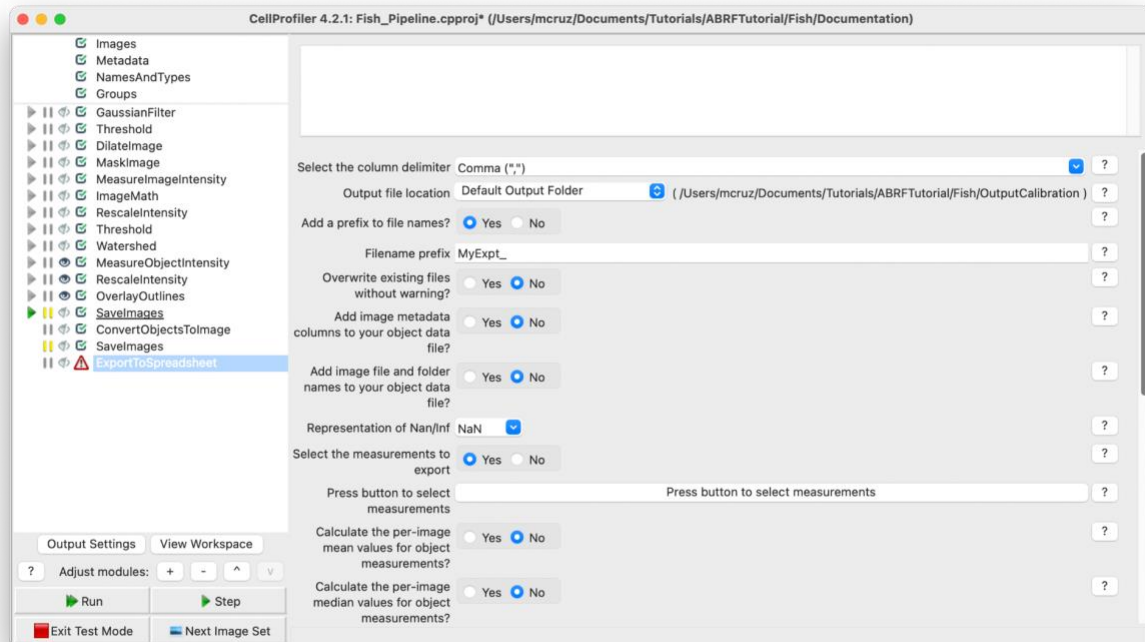 CellProfiler 4.2.1: Fish_Pipeline.cpproj* (/Users/mcruz/Documents/Tutorials/ABRFTutorial/Fish/Documentation)
Images
Metadata
NamesAndTypes
Groups
GaussianFilter
Threshold
DilateImage
MaskImage
MeasureImageIntensity
ImageMath
RescaleIntensity
Threshold
Watershed
MeasureObjectIntensity
RescaleIntensity
OverlayOutlines
SaveImages
ConvertObjectsToImage
SaveImages
ExportToSpreadsheet
Output Settings View Workspace
? Adjust modules: + - ^ v
Run Step
Exit Test Mode Next Image Set
Select the column delimiter Comma (",") ?
Output file location Default Output Folder ( /Users/mcruz/Documents/Tutorials/ABRFTutorial/Fish/OutputCalibration ) ?
Add a prefix to file names? Yes No ?
Filename prefix MyExpt_ ?
Overwrite existing files
without warning? Yes No ?
Add image metadata
columns to your object data
file? Yes No ?
Add image file and folder
names to your object data
file? Yes No ?
Representation of Nan/Inf NaN ?
Select the measurements to
export Yes No ?
Press button to select
measurements Press button to select measurements ?
Calculate the per-image
mean values for object
measurements? Yes No ?
Calculate the per-image
median values for object
measurements? Yes No ?